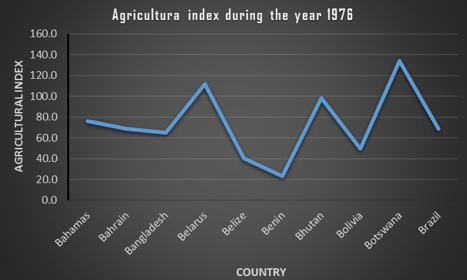 Agricultura index during the year 1976
160.0
140.0
120.0
100.0
80.0
60.0
40.0
20.0
0.0
AGRICULTURAL INDEX
Bahamas
Bahrain
Bangladesh
Belarus
Belize
Benin
Bhutan
Bolivia
Botswana
Brazil
COUNTRY